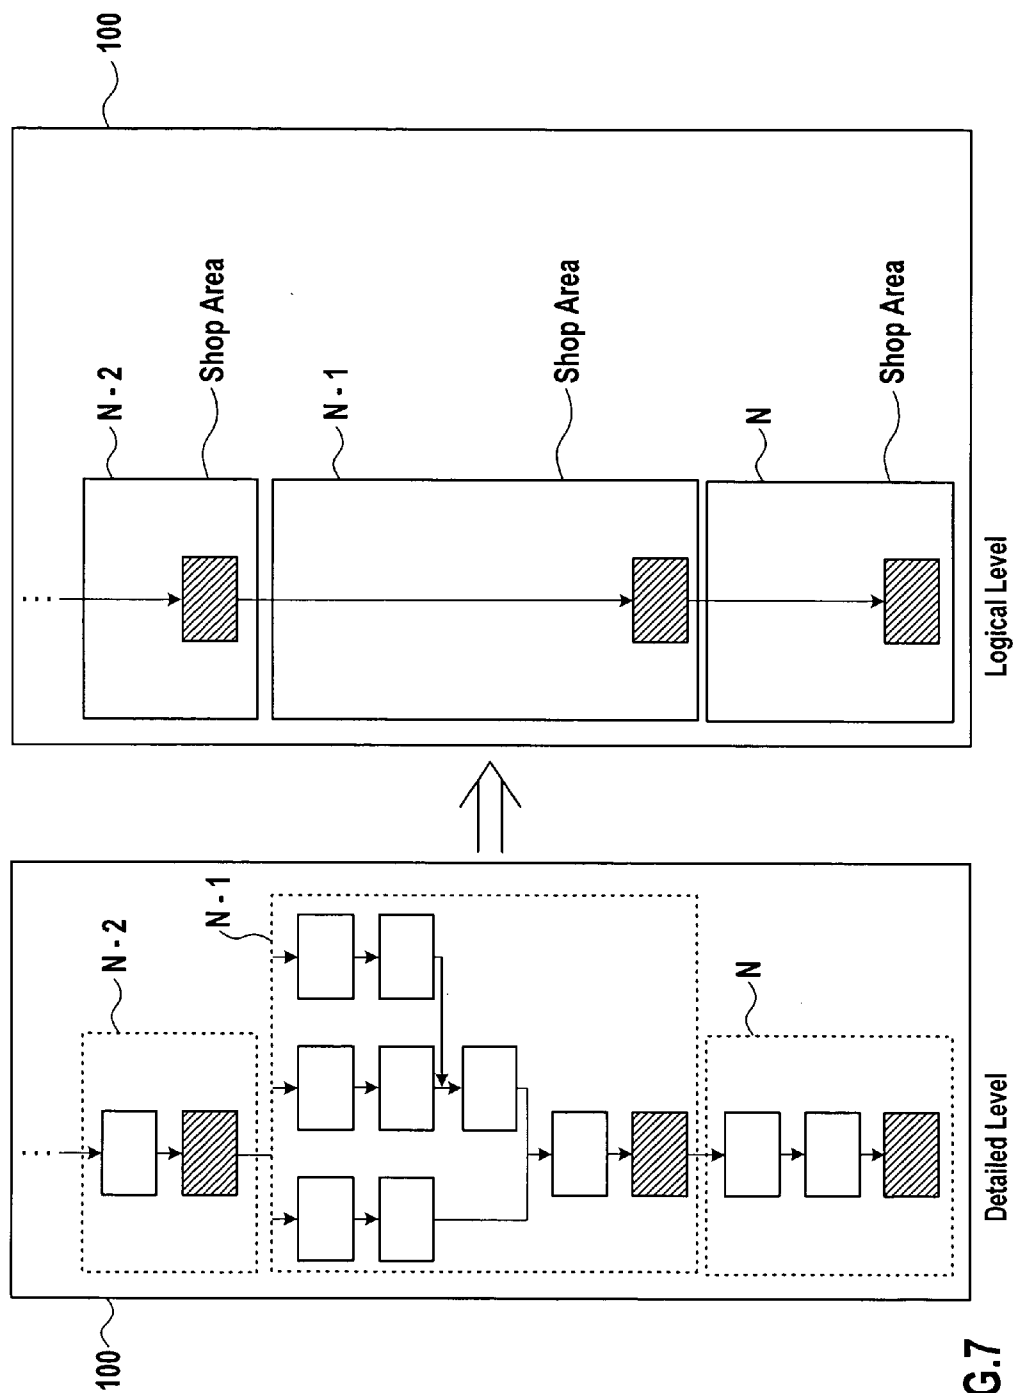 100
N - 2
Shop Area
N - 1
Shop Area
N
Shop Area
Logical Level
N - 2
N - 1
N
Detailed Level
100
G.7